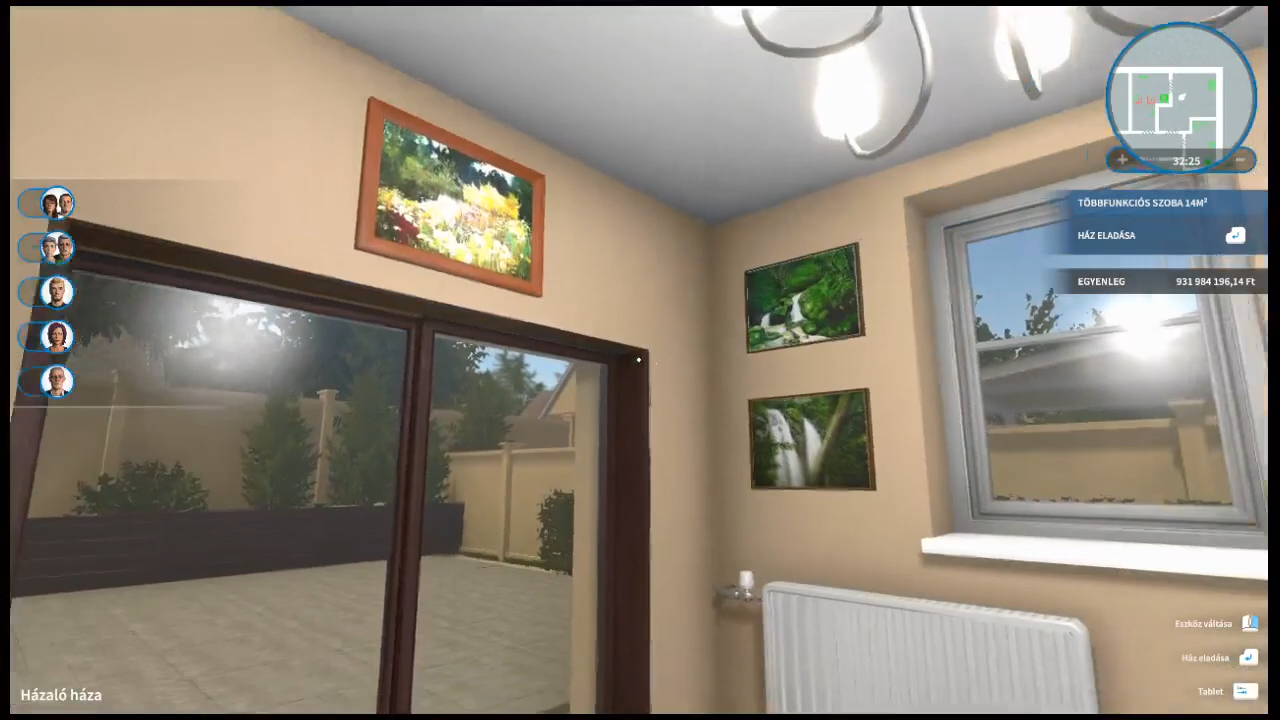 32:25
TÖBBFUNKCIÓS SZOBA 14M²
HÁZ ELADÁSA
EGYENLEG 931 984 196,14 Ft
Eszköz váltása
Ház eladása
Tablet
Házaló háza